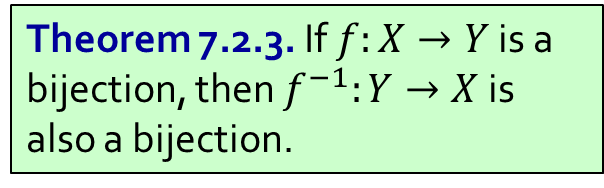 Theorem 7.2.3. If 𝑓: 𝑋 → 𝑌 is a
bijection, then 𝑓⁻¹: 𝑌 → 𝑋 is
also a bijection.